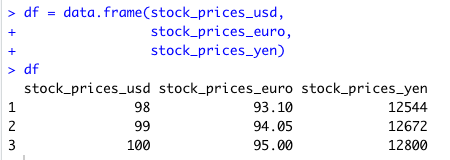 > df = data.frame(stock_prices_usd,
+                 stock_prices_euro,
+                 stock_prices_yen)
> df
  stock_prices_usd stock_prices_euro stock_prices_yen
1               98             93.10            12544
2               99             94.05            12672
3              100             95.00            12800